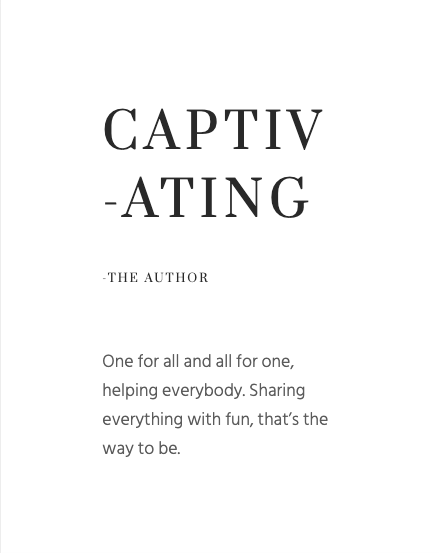 CAPTIV
-ATING
-THE AUTHOR
One for all and all for one,
helping everybody. Sharing
everything with fun, that's the
way to be.